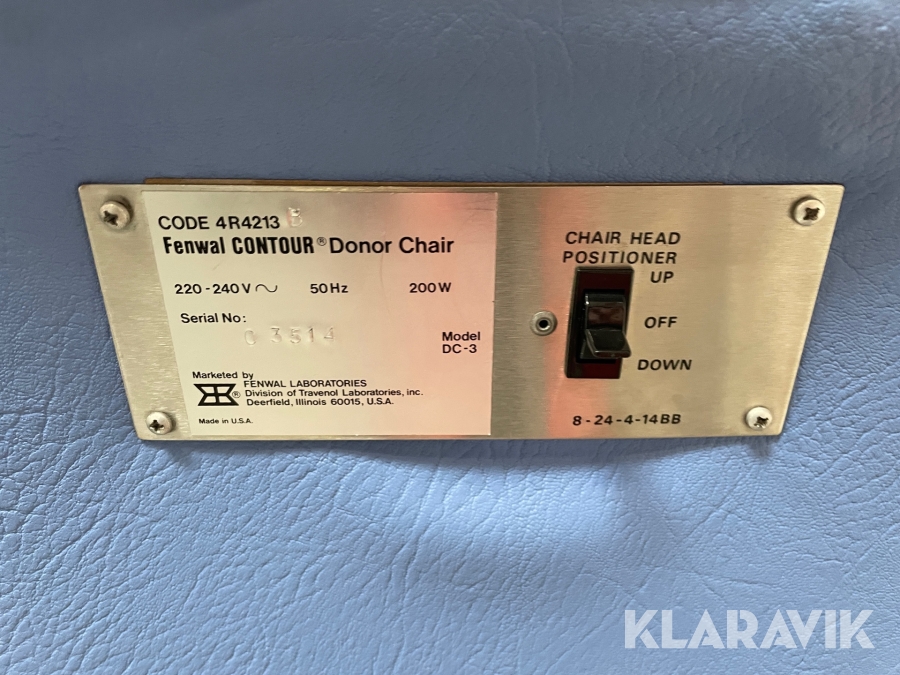 CODE 4R4213
Fenwal CONTOUR® Donor Chair
220-240V ~ 50Hz 200W
Serial No:
Model
DC-3
Marketed by
FENWAL LABORATORIES
® Division of Travenol Laboratories, inc.
Deerfield, Illinois 60015, U.S.A.
Made in U.S.A.
CHAIR HEAD
POSITIONER
UP
OFF
DOWN
8-24-4-14BB
KLARAVIK